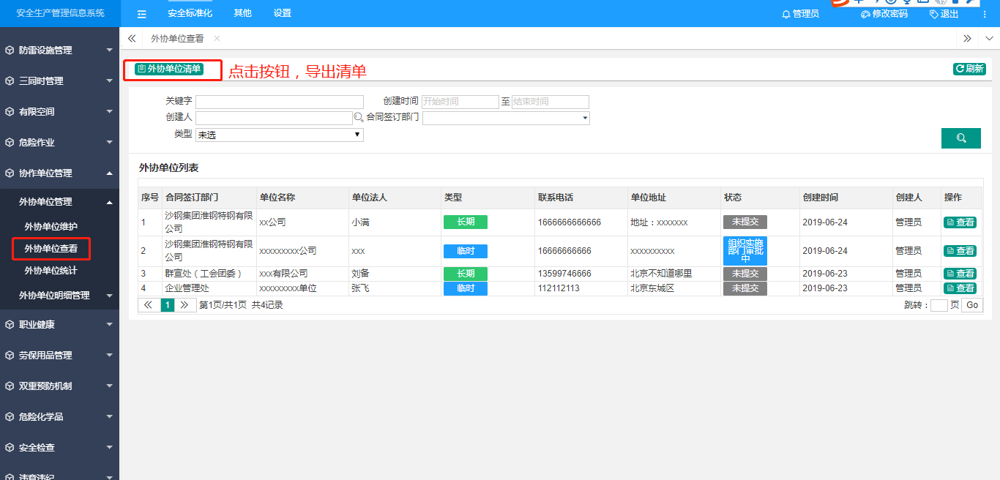 安全生产管理信息系统
安全标准化 其他 设置
管理员 修改密码 退出
防雷设施管理
三同时管理
有限空间
危险作业
协作单位管理
外协单位管理
外协单位维护
外协单位查看
外协单位统计
外协单位明细管理
职业健康
劳保用品管理
双重预防机制
危险化学品
安全检查
违章违纪
外协单位查看
外协单位清单
点击按钮，导出清单
刷新
关键字 创建时间 开始时间 至 结束时间
创建人 合同签订部门
类型 未选
外协单位列表
序号 合同签订部门 单位名称 单位法人 类型 联系电话 单位地址 状态 创建时间 创建人 操作
1 沙钢集团淮钢特钢有限公司 xx公司 小满 长期 1666666666666 地址：xxxxxxx 未提交 2019-06-24 管理员 查看
2 沙钢集团淮钢特钢有限公司 xxxxxxxxx公司 xxx 临时 16666666666 xxxxxxxxxx 组织实施部门审批中 2019-06-24 管理员 查看
3 群宣处（工会团委） xxx有限公司 刘备 长期 13599746666 北京不知道哪里 未提交 2019-06-23 管理员 查看
4 企业管理处 xxxxxxxxx单位 张飞 临时 112112113 北京东城区 未提交 2019-06-23 管理员 查看
1 第1页/共1页 共4记录 跳转： 页 Go